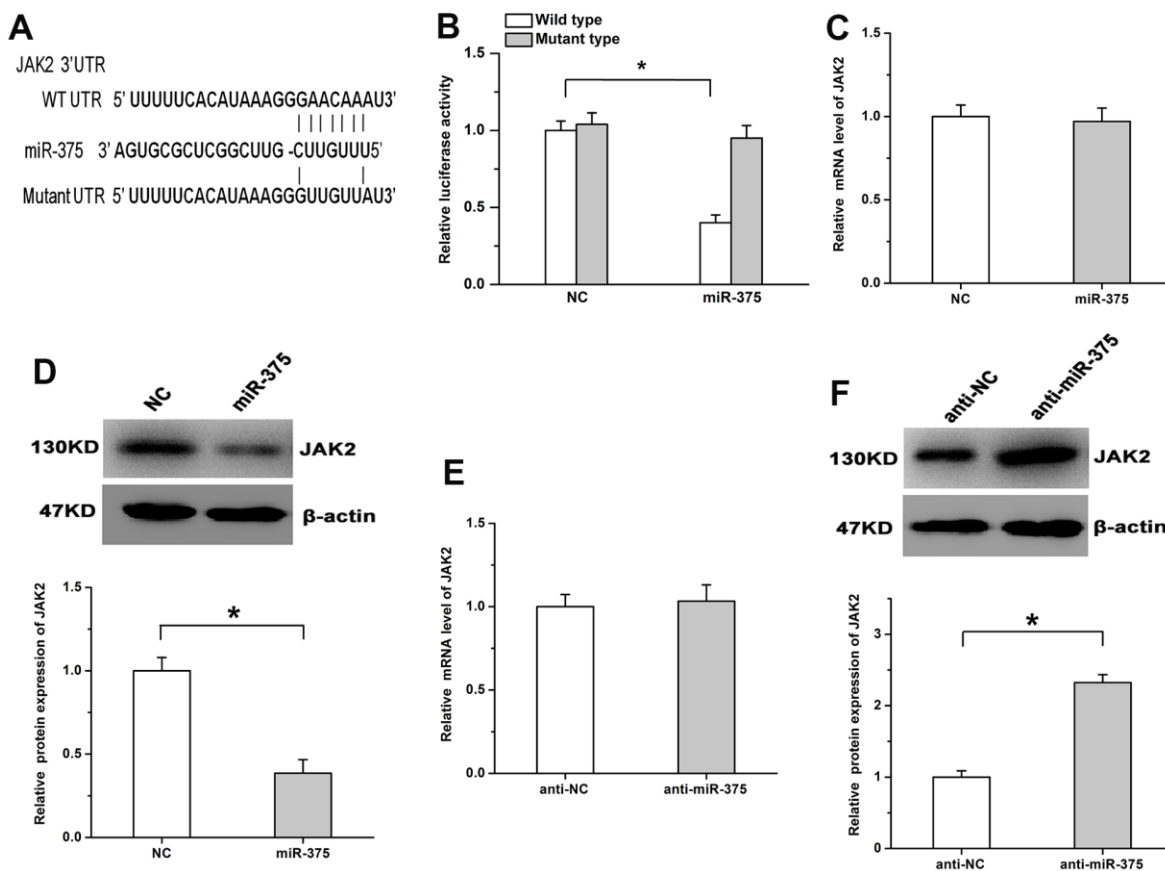 A
JAK2 3'UTR
WT UTR 5' UUUUUCACAUAAAGGGAACAAAU3'
miR-375 3' AGUGCGCUCGGCUUG -CUUGUUU5'
Mutant UTR 5' UUUUUCACAUAAAGGGUUGUUAU3'
B
Wild type
Mutant type
Relative luciferase activity
1.5
1.0
0.5
0.0
*
NC
miR-375
C
Relative mRNA level of JAK2
1.5
1.0
0.5
0.0
NC
miR-375
D
NC
miR-375
130KD
JAK2
47KD
β-actin
Relative protein expression of JAK2
1.5
1.0
0.5
0.0
*
NC
miR-375
E
Relative mRNA level of JAK2
1.5
1.0
0.5
0.0
anti-NC
anti-miR-375
F
anti-NC
anti-miR-375
130KD
JAK2
47KD
β-actin
Relative protein expression of JAK2
3
2
1
0
*
anti-NC
anti-miR-375